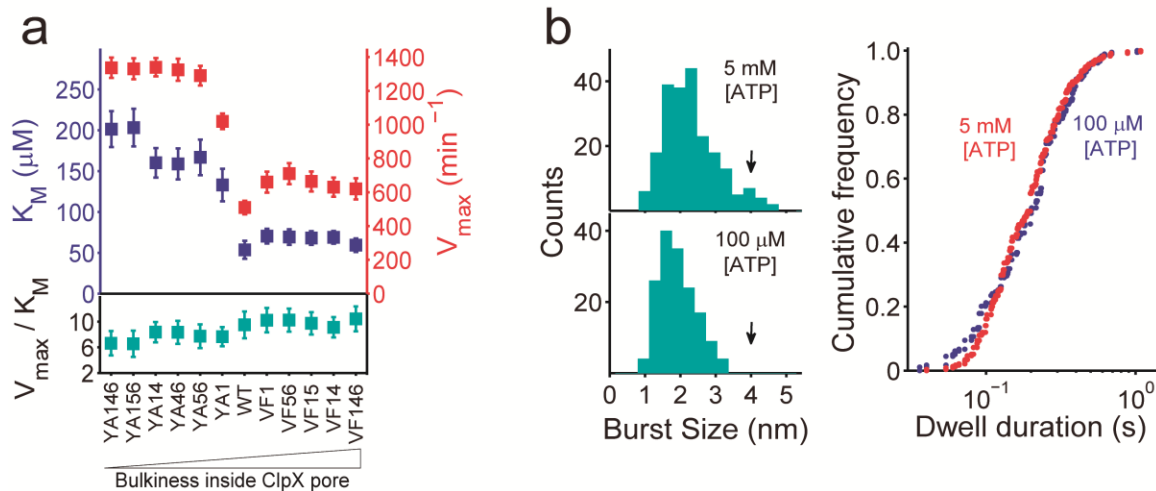 a
K_M (μM)
250
200
150
100
50
0
V_max (min⁻¹)
1400
1200
1000
800
600
400
200
0
V_max / K_M
10
6
2
YA146
YA156
YA14
YA46
YA56
YA1
WT
VF1
VF56
VF15
VF14
VF146
Bulkiness inside ClpX pore
b
Counts
40
20
5 mM
[ATP]
40
20
100 μM
[ATP]
0 1 2 3 4 5
Burst Size (nm)
Cumulative frequency
1.0
0.8
0.6
0.4
0.2
0
5 mM
[ATP]
100 μM
[ATP]
10⁻¹ 10⁰
Dwell duration (s)